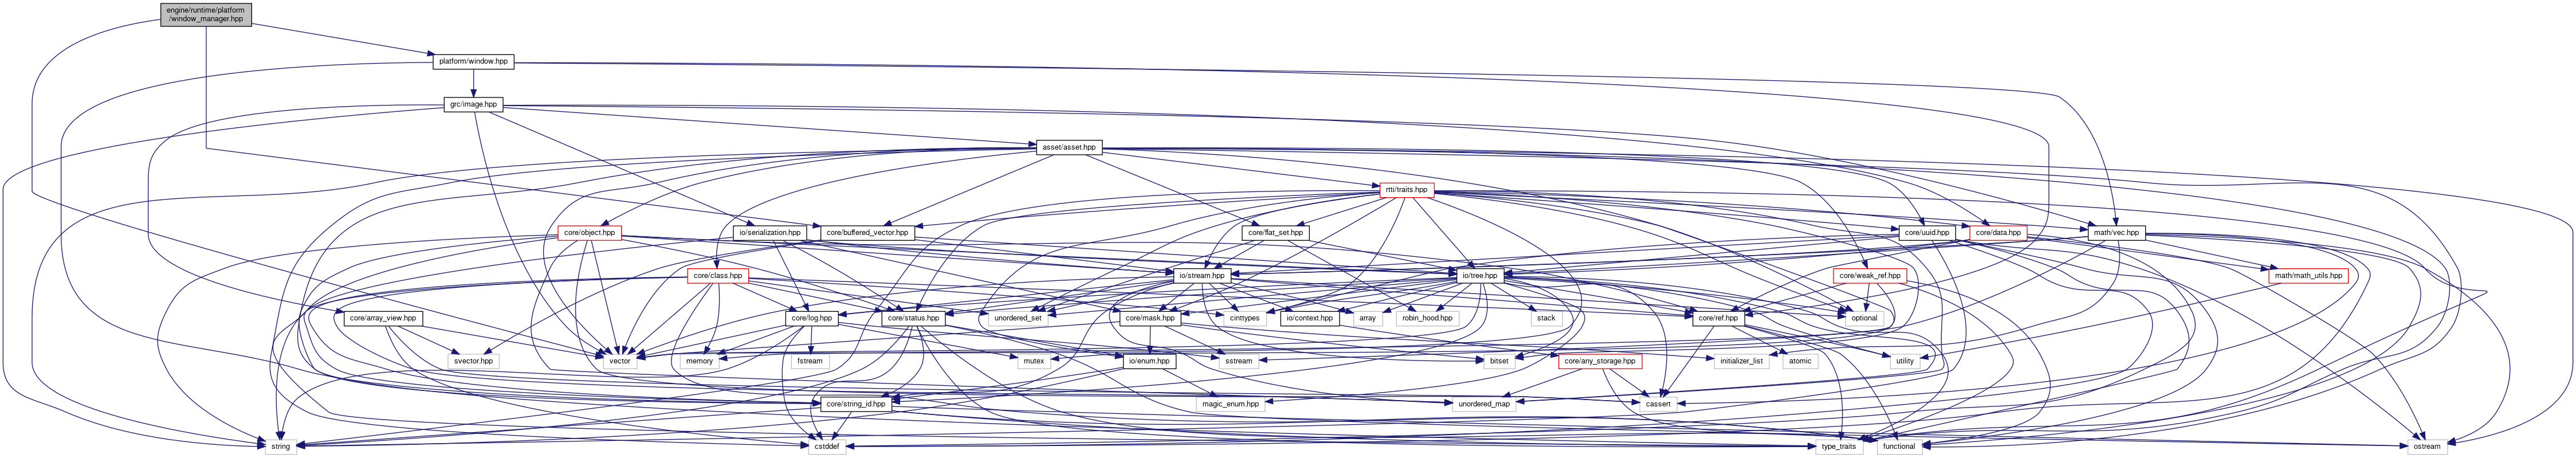 engine/runtime/platform
/window_manager.hpp
platform/window.hpp
grc/image.hpp
asset/asset.hpp
rtti/traits.hpp
core/object.hpp
io/serialization.hpp
core/buffered_vector.hpp
core/flat_set.hpp
core/uuid.hpp
core/data.hpp
math/vec.hpp
core/class.hpp
io/stream.hpp
io/tree.hpp
core/weak_ref.hpp
math/math_utils.hpp
core/array_view.hpp
core/log.hpp
core/status.hpp
unordered_set
core/mask.hpp
cinttypes
io/context.hpp
array
robin_hood.hpp
stack
core/ref.hpp
optional
svector.hpp
vector
memory
fstream
mutex
io/enum.hpp
sstream
bitset
core/any_storage.hpp
initializer_list
atomic
utility
core/string_id.hpp
magic_enum.hpp
unordered_map
cassert
string
cstddef
type_traits
functional
ostream